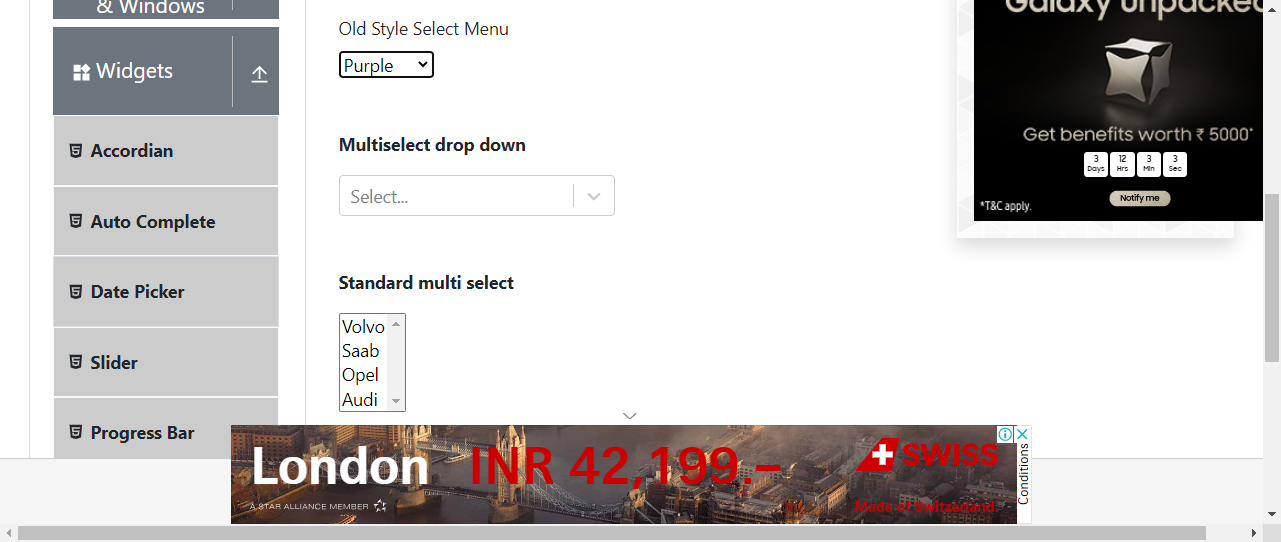 & Windows
Widgets
Accordian
Auto Complete
Date Picker
Slider
Progress Bar
Old Style Select Menu
Purple
Multiselect drop down
Select...
Standard multi select
Volvo
Saab
Opel
Audi
Galaxy Unpacked
Get benefits worth ₹ 5000*
3 12 3 3
Days Hrs Min Sec
Notify me
*T&C apply.
London INR 42,199.–
SWISS
A STAR ALLIANCE MEMBER
Made of Switzerland.
Conditions